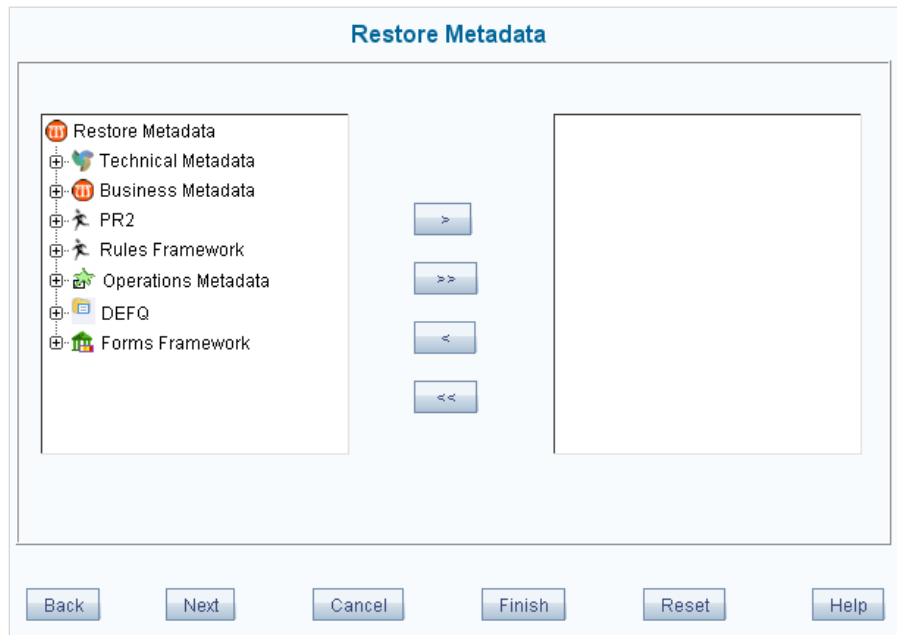 Restore Metadata
Restore Metadata
Technical Metadata
Business Metadata
PR2
Rules Framework
Operations Metadata
DEFQ
Forms Framework
>
>>
<
<<
Back Next Cancel Finish Reset Help